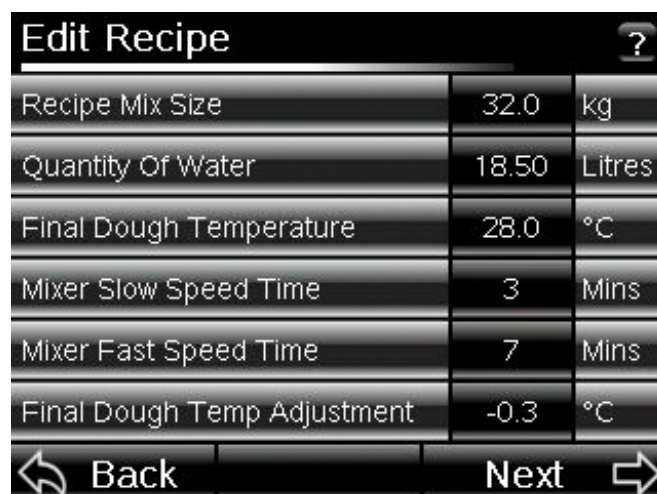 Edit Recipe ?
Recipe Mix Size 32.0 kg
Quantity Of Water 18.50 Litres
Final Dough Temperature 28.0 °C
Mixer Slow Speed Time 3 Mins
Mixer Fast Speed Time 7 Mins
Final Dough Temp Adjustment -0.3 °C
Back Next